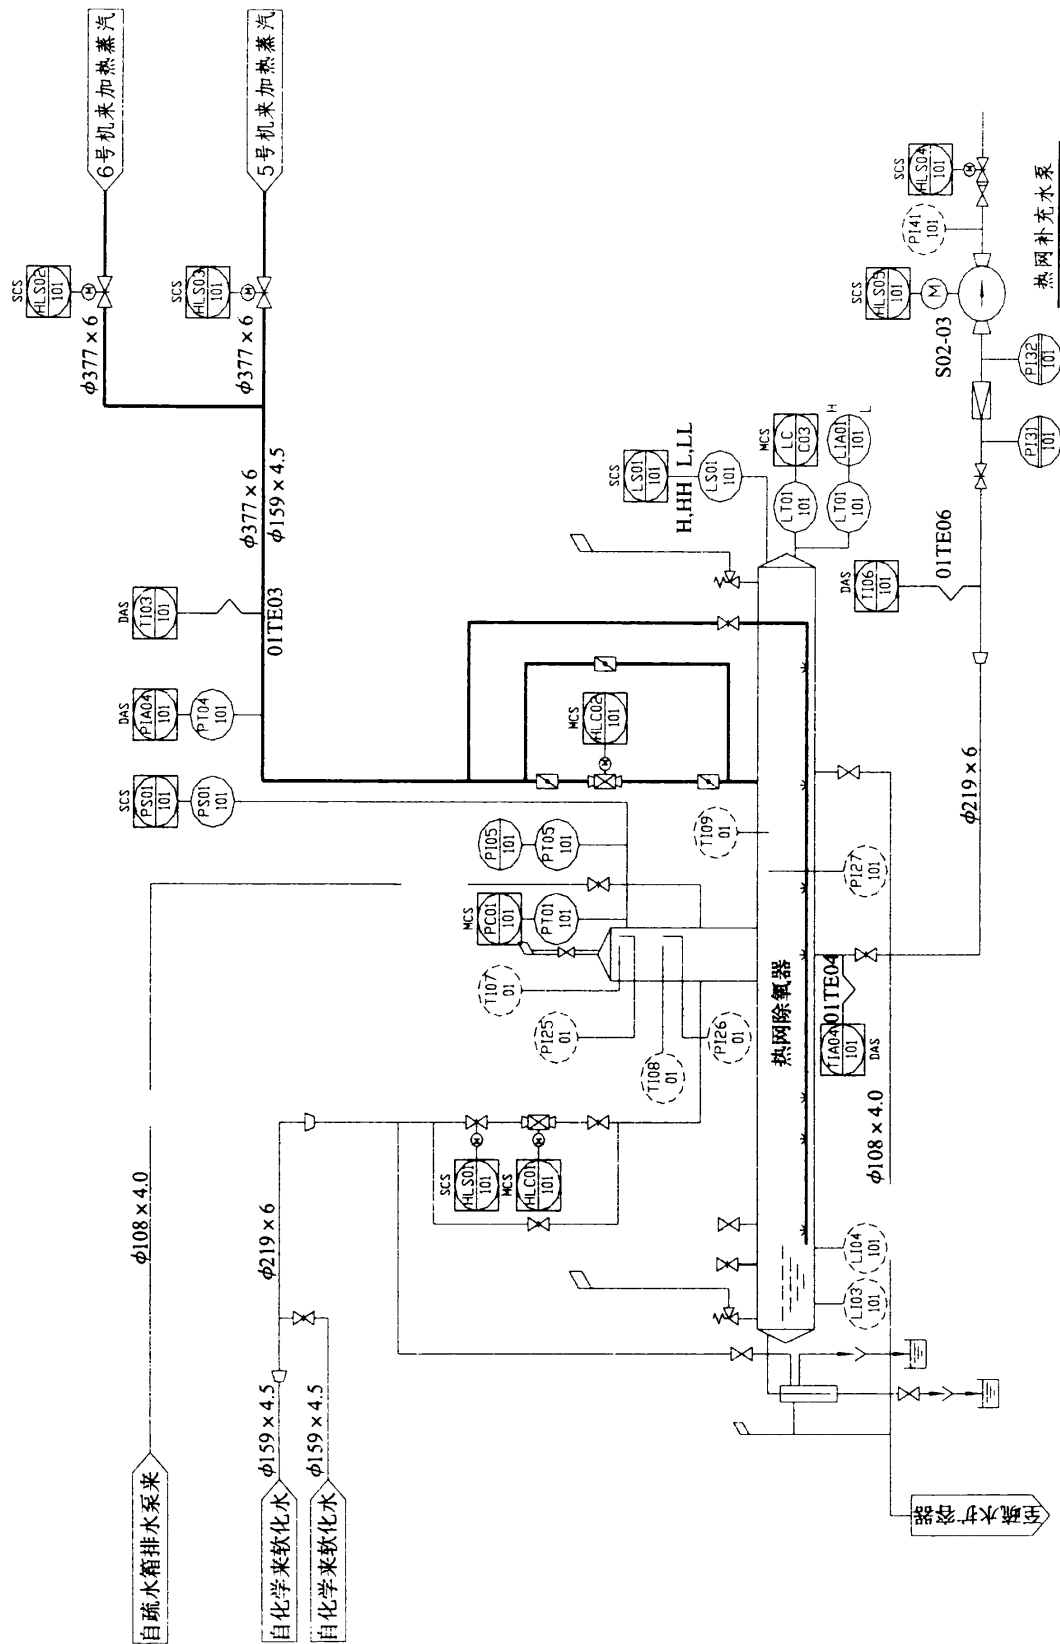 6号机来加热蒸汽
5号机来加热蒸汽
SCS
HLS02
101
M
φ377×6
SCS
HLS03
101
M
φ377×6
φ377×6
φ159×4.5
DAS
TI03
101
01TE03
DAS
PIA04
101
PT04
101
SCS
PS01
101
PS01
101
PI05
101
PT05
101
MCS
PC01
101
PT01
101
MCS
HLC02
101
M
TI07
01
PI25
01
TI08
01
PI26
01
TI09
01
PI27
101
SCS
LS01
101
LS01
101
H,HH L,LL
MCS
LC
C03
LT01
101
LIA01
101
H
L
LT01
101
SCS
HLS04
101
M
PI41
101
SCS
HLS05
101
M
S02-03
热网补充水泵
PI32
101
PI31
101
DAS
TI06
101
01TE06
φ219×6
热网除氧器
01TE04
TIA04
101
DAS
φ108×4.0
SCS
HLS01
101
M
MCS
HLC01
101
M
LI04
101
LI03
101
φ108×4.0
自疏水箱排水泵来
φ219×6
φ159×4.5
自化学来软化水
φ159×4.5
自化学来软化水
至疏水扩容器